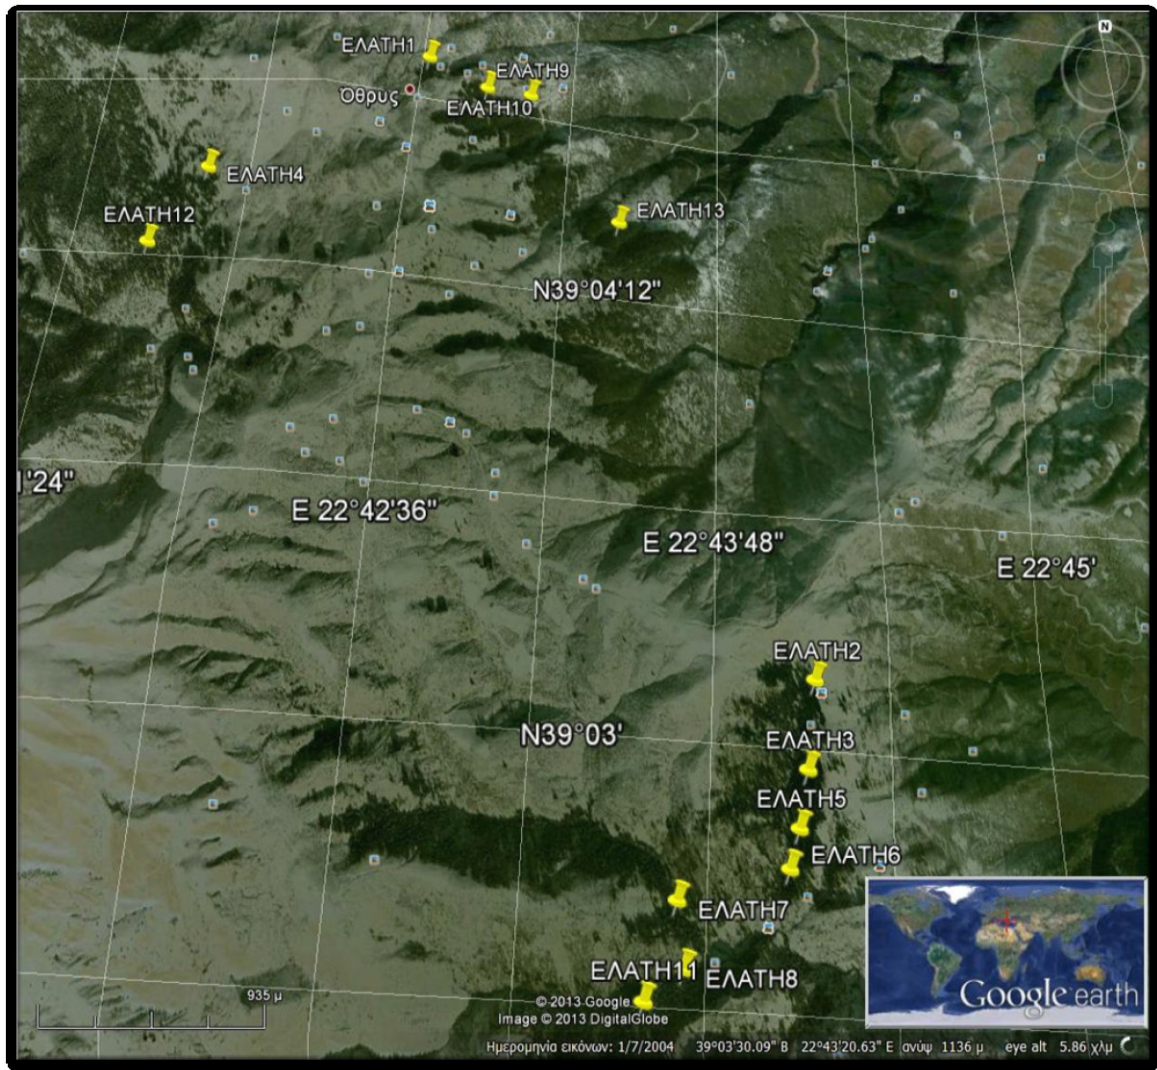 N
ΕΛΑΤΗ1
ΕΛΑΤΗ9
Όθρυς
ΕΛΑΤΗ10
ΕΛΑΤΗ4
ΕΛΑΤΗ12
ΕΛΑΤΗ13
N39°04'12"
1'24"
E 22°42'36"
E 22°43'48"
E 22°45'
ΕΛΑΤΗ2
N39°03'
ΕΛΑΤΗ3
ΕΛΑΤΗ5
ΕΛΑΤΗ6
ΕΛΑΤΗ7
ΕΛΑΤΗ11
ΕΛΑΤΗ8
935 μ
© 2013 Google
Image © 2013 DigitalGlobe
Google earth
Ημερομηνία εικόνων: 1/7/2004 39°03'30.09" Β 22°43'20.63" Ε ανύψ 1136 μ eye alt 5.86 χλμ